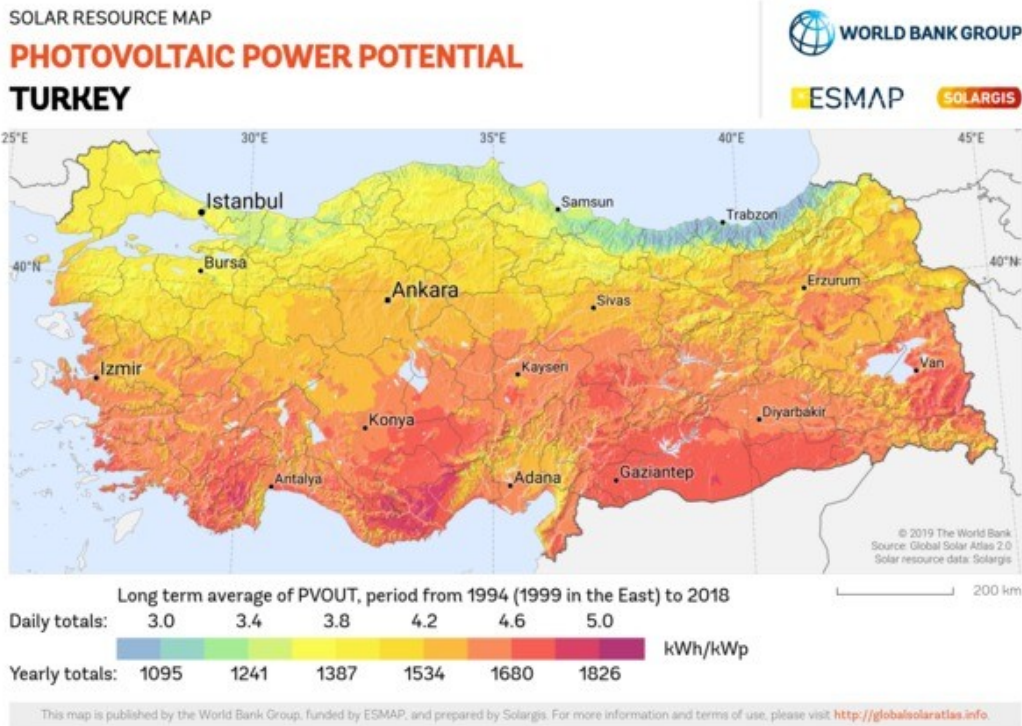 SOLAR RESOURCE MAP
PHOTOVOLTAIC POWER POTENTIAL
TURKEY
WORLD BANK GROUP
ESMAP
SOLARGIS
25°E 30°E 35°E 40°E 45°E
Istanbul
Samsun
Trabzon
40°N
Bursa
40°N
Ankara
Erzurum
Sivas
Izmir
Kayseri
Van
Konya
Diyarbakir
Antalya
Adana
Gaziantep
© 2019 The World Bank
Source: Global Solar Atlas 2.0
Solar resource data: Solargis
200 km
Long term average of PVOUT, period from 1994 (1999 in the East) to 2018
Daily totals: 3.0 3.4 3.8 4.2 4.6 5.0
kWh/kWp
Yearly totals: 1095 1241 1387 1534 1680 1826
This map is published by the World Bank Group, funded by ESMAP, and prepared by Solargis. For more information and terms of use, please visit http://globalsolaratlas.info.